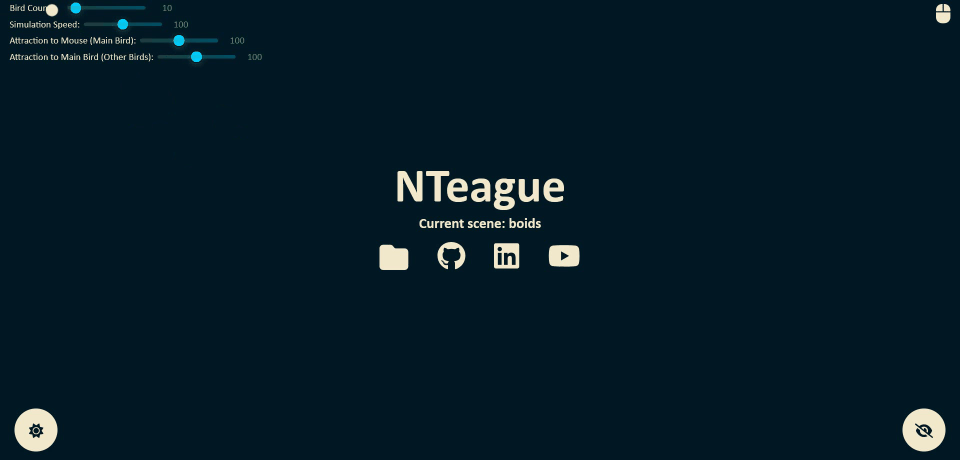 Bird Coun 10
Simulation Speed: 100
Attraction to Mouse (Main Bird): 100
Attraction to Main Bird (Other Birds): 100
NTeague
Current scene: boids
in